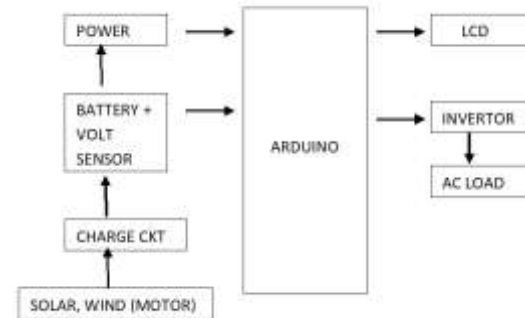 POWER
LCD
BATTERY +
VOLT
SENSOR
ARDUINO
INVERTOR
AC LOAD
CHARGE CKT
SOLAR, WIND (MOTOR)